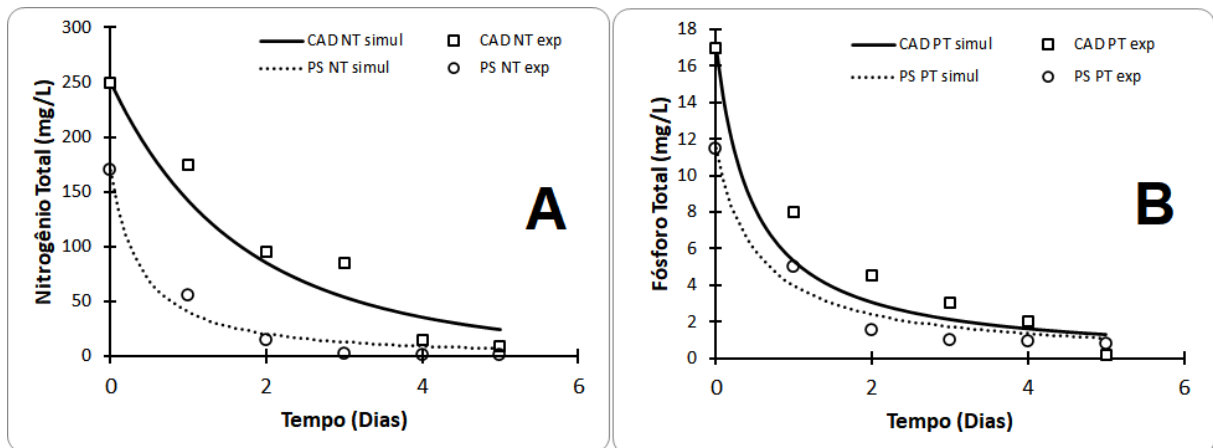 300
250
200
150
100
50
0
0 2 4 6
Nitrogênio Total (mg/L)
Tempo (Dias)
CAD NT simul CAD NT exp
PS NT simul PS NT exp
A
18
16
14
12
10
8
6
4
2
0
0 2 4 6
Fósforo Total (mg/L)
Tempo (Dias)
CAD PT simul CAD PT exp
PS PT simul PS PT exp
B